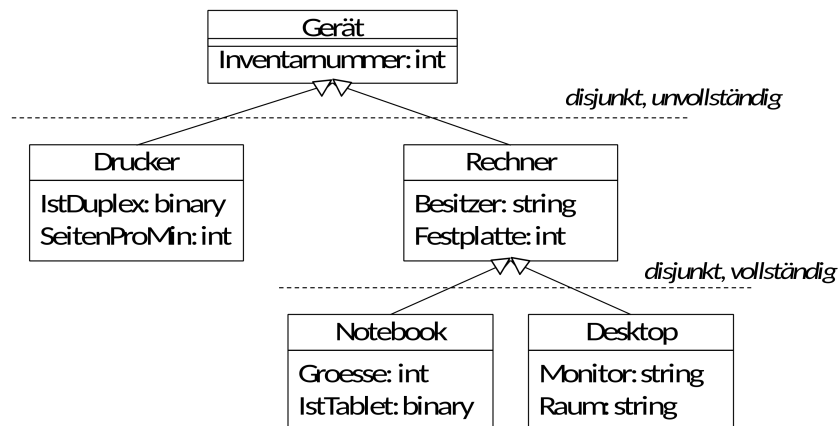 Gerät
Inventarnummer: int
disjunkt, unvollständig
Drucker
IstDuplex: binary
SeitenProMin: int
Rechner
Besitzer: string
Festplatte: int
disjunkt, vollständig
Notebook
Groesse: int
IstTablet: binary
Desktop
Monitor: string
Raum: string